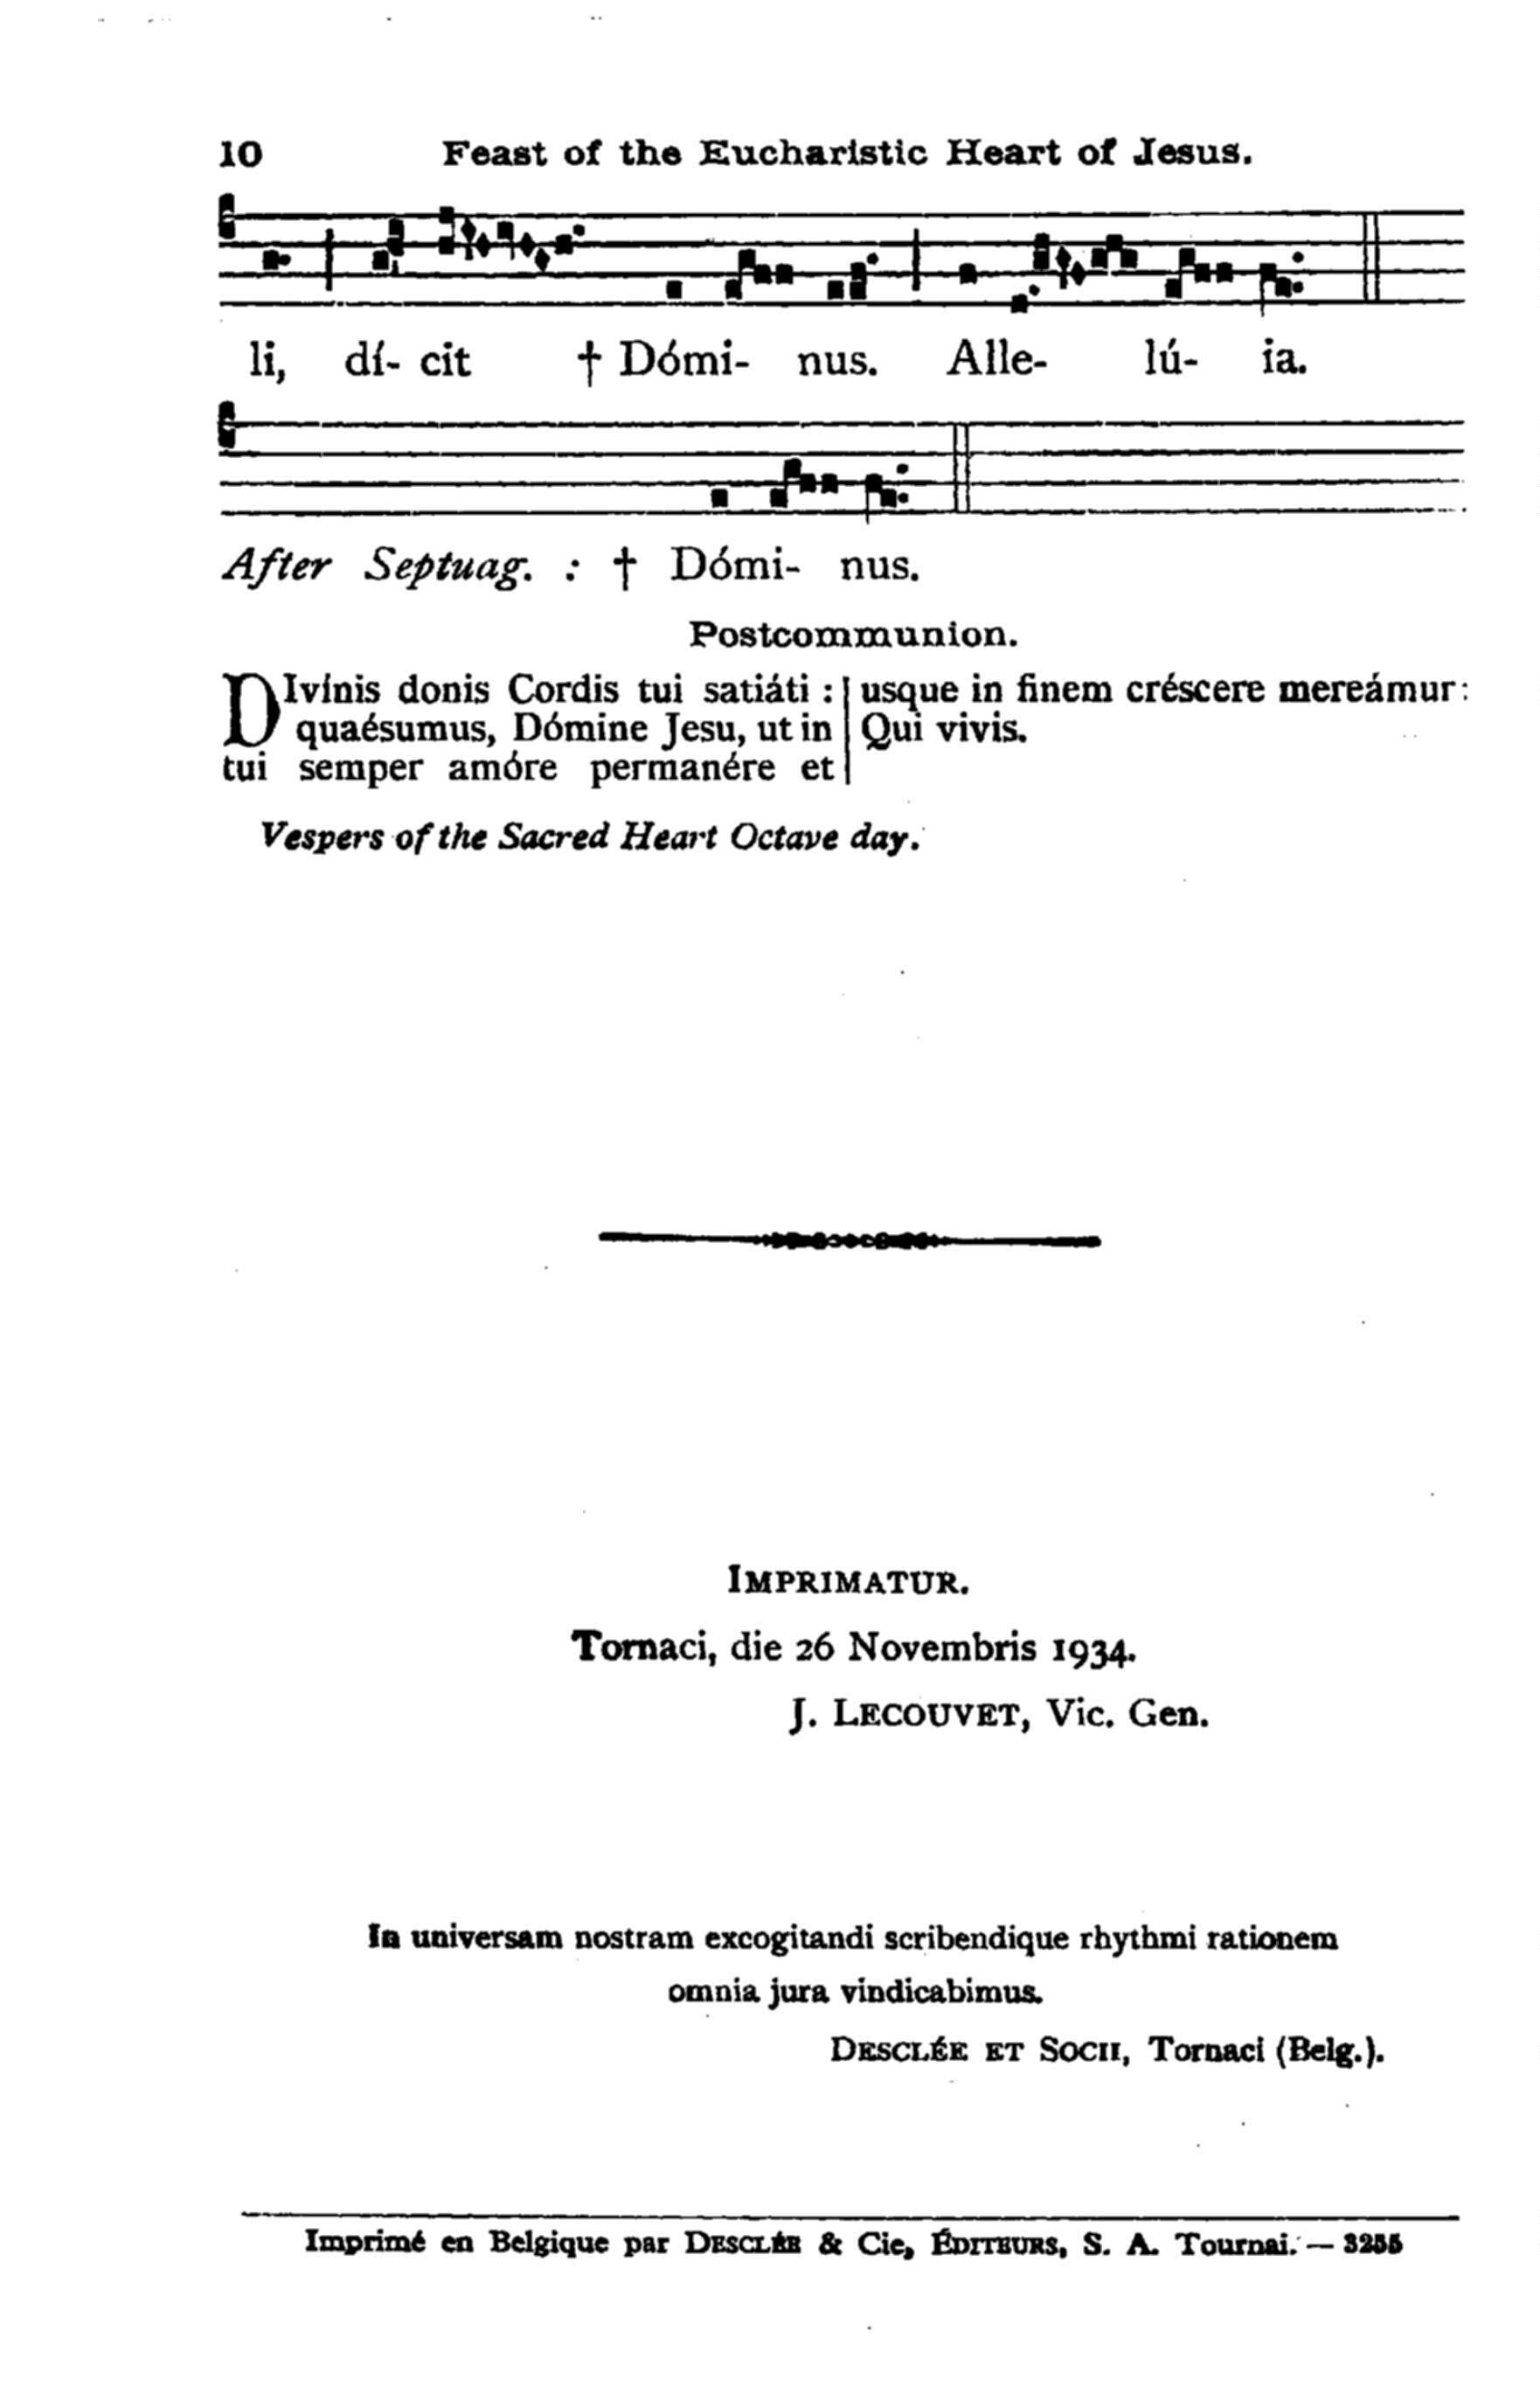 10 Feast of the Eucharistic Heart of Jesus.
li, dí- cit † Dómi- nus. Alle- lú- ia.
After Septuag. : † Dómi- nus.
Postcommunion.
DIvínis donis Cordis tui satiáti :
quaésumus, Dómine Jesu, ut in
tui semper amóre permanére et
usque in finem créscere mereámur :
Qui vivis.
Vespers of the Sacred Heart Octave day.
IMPRIMATUR.
Tornaci, die 26 Novembris 1934.
J. LECOUVET, Vic. Gen.
In universam nostram excogitandi scribendique rhythmi rationem
omnia jura vindicabimus.
DESCLÉE ET SOCII, Tornaci (Belg.).
Imprimé en Belgique par DESCLÉE & Cie, ÉDITEURS, S. A. Tournai. — 3255